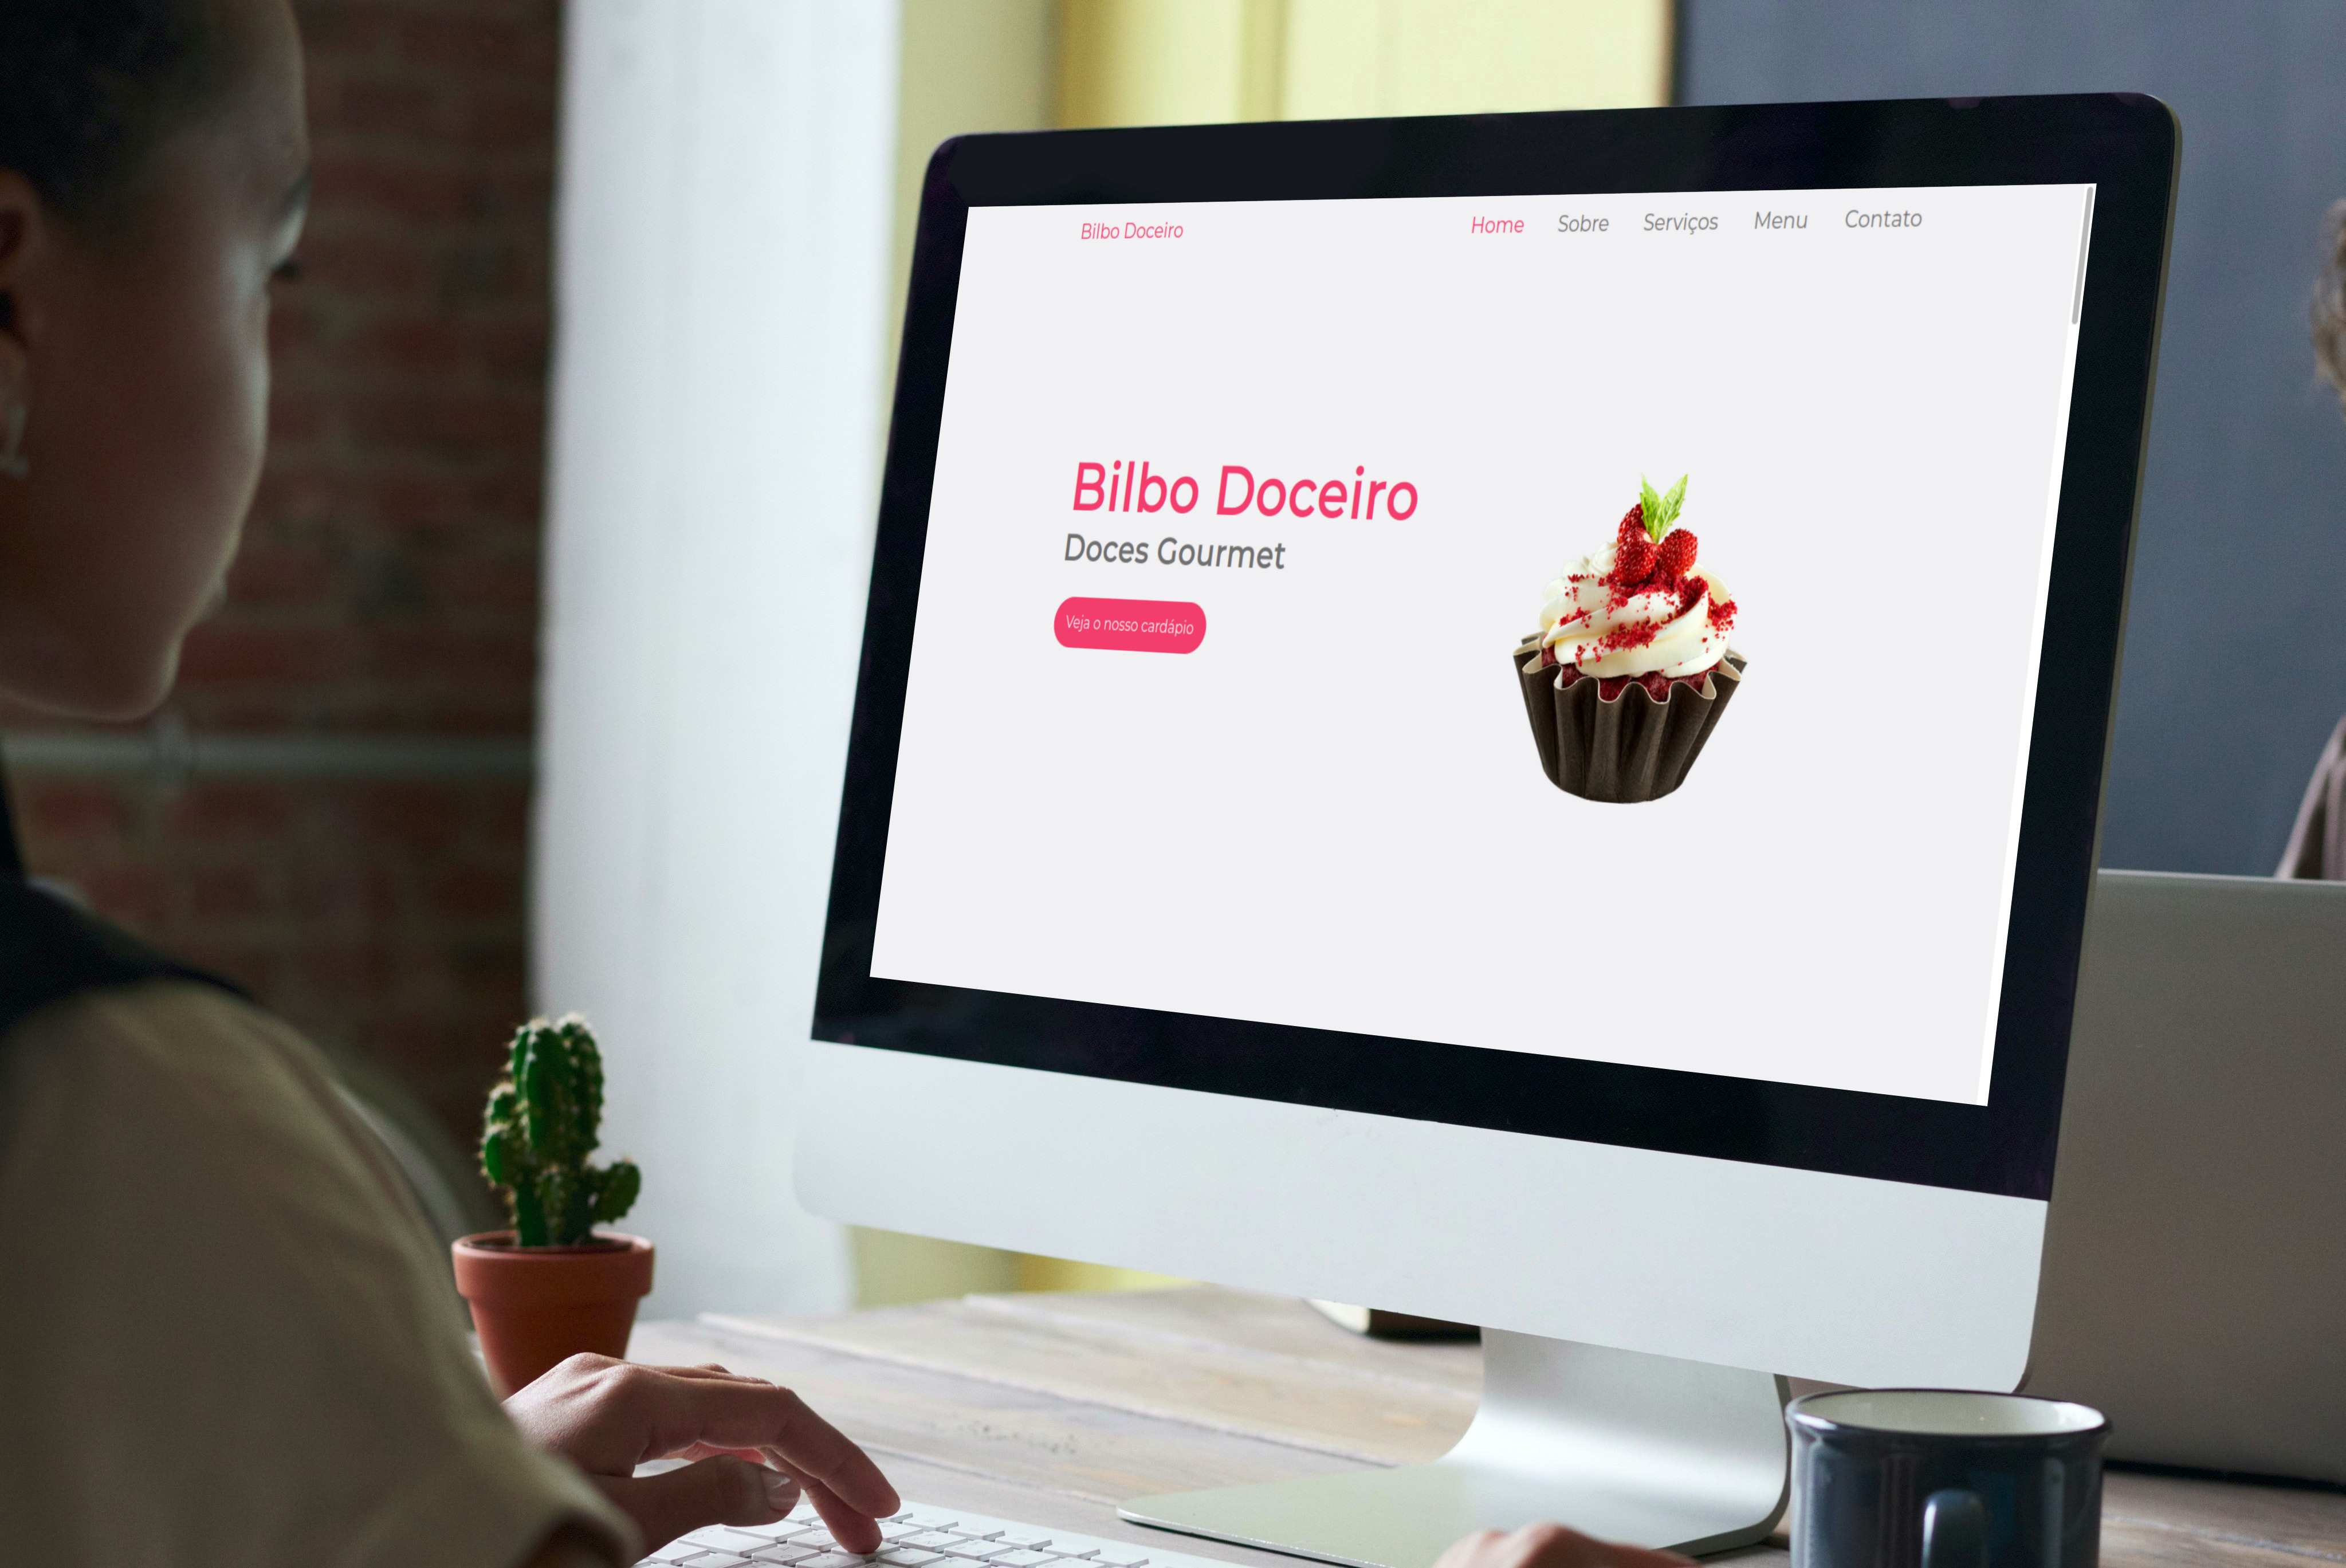 Bilbo Doceiro
Home Sobre Serviços Menu Contato
Bilbo Doceiro
Doces Gourmet
Veja o nosso cardápio